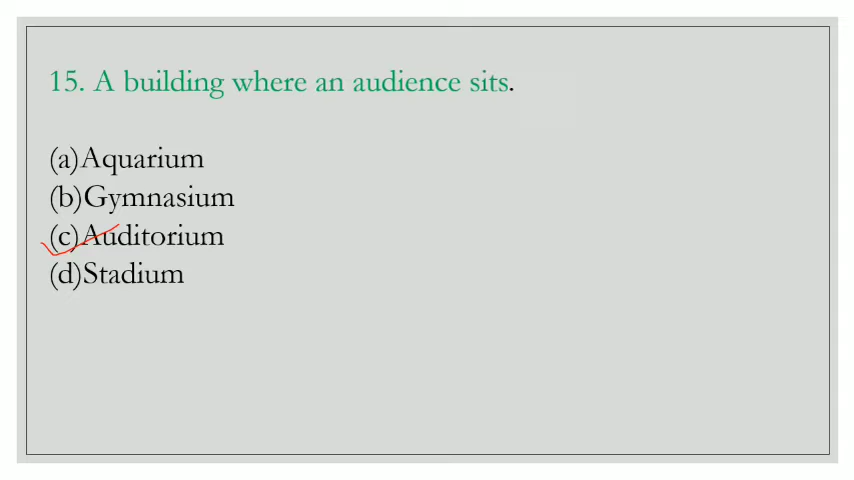 15. A building where an audience sits.
(a)Aquarium
(b)Gymnasium
(c)Auditorium
(d)Stadium